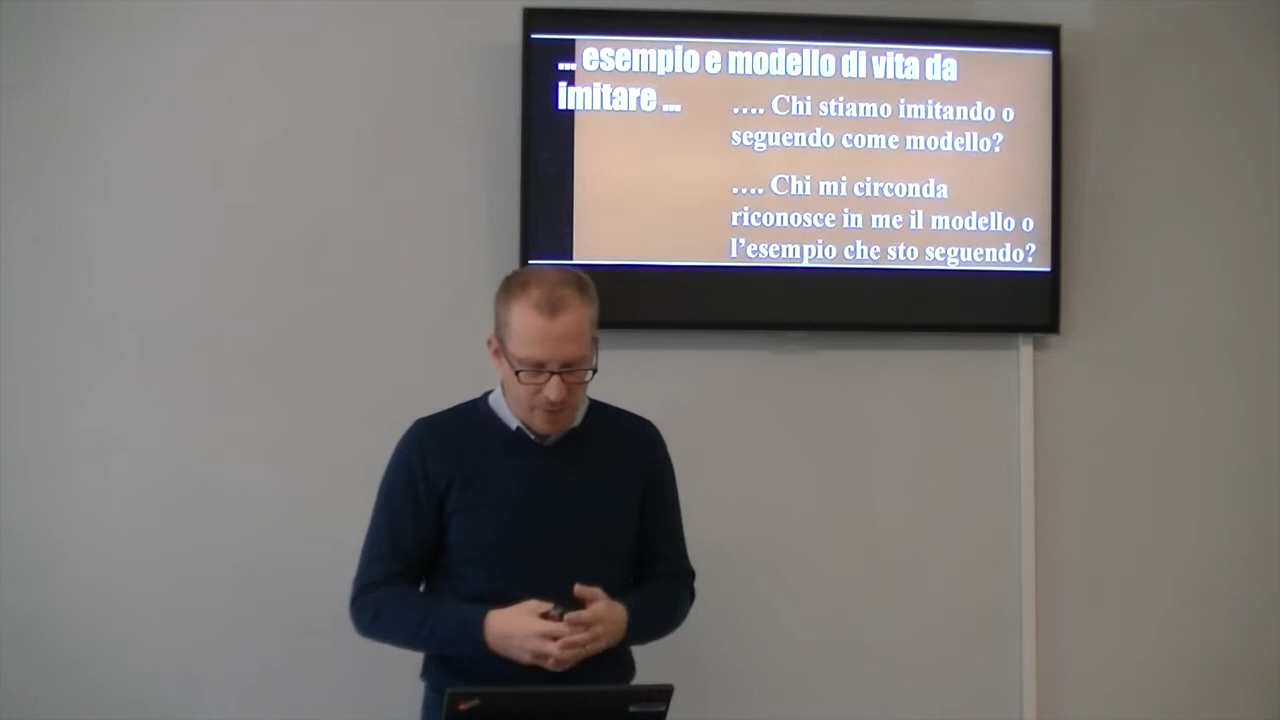 ... esempio e modello di vita da
imitare ...
.... Chi stiamo imitando o
seguendo come modello?
.... Chi mi circonda
riconosce in me il modello o
l’esempio che sto seguendo?